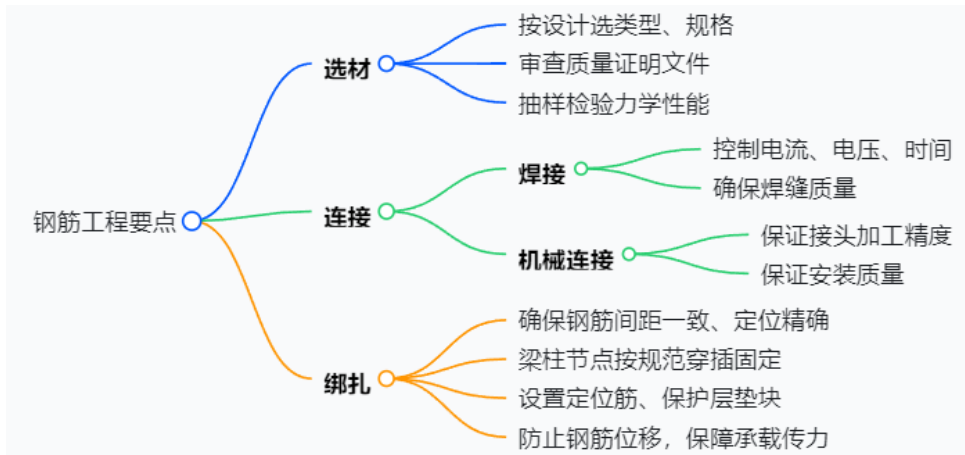 钢筋工程要点
选材
按设计选类型、规格
审查质量证明文件
抽样检验力学性能
连接
焊接
控制电流、电压、时间
确保焊缝质量
机械连接
保证接头加工精度
保证安装质量
绑扎
确保钢筋间距一致、定位精确
梁柱节点按规范穿插固定
设置定位筋、保护层垫块
防止钢筋位移，保障承载传力